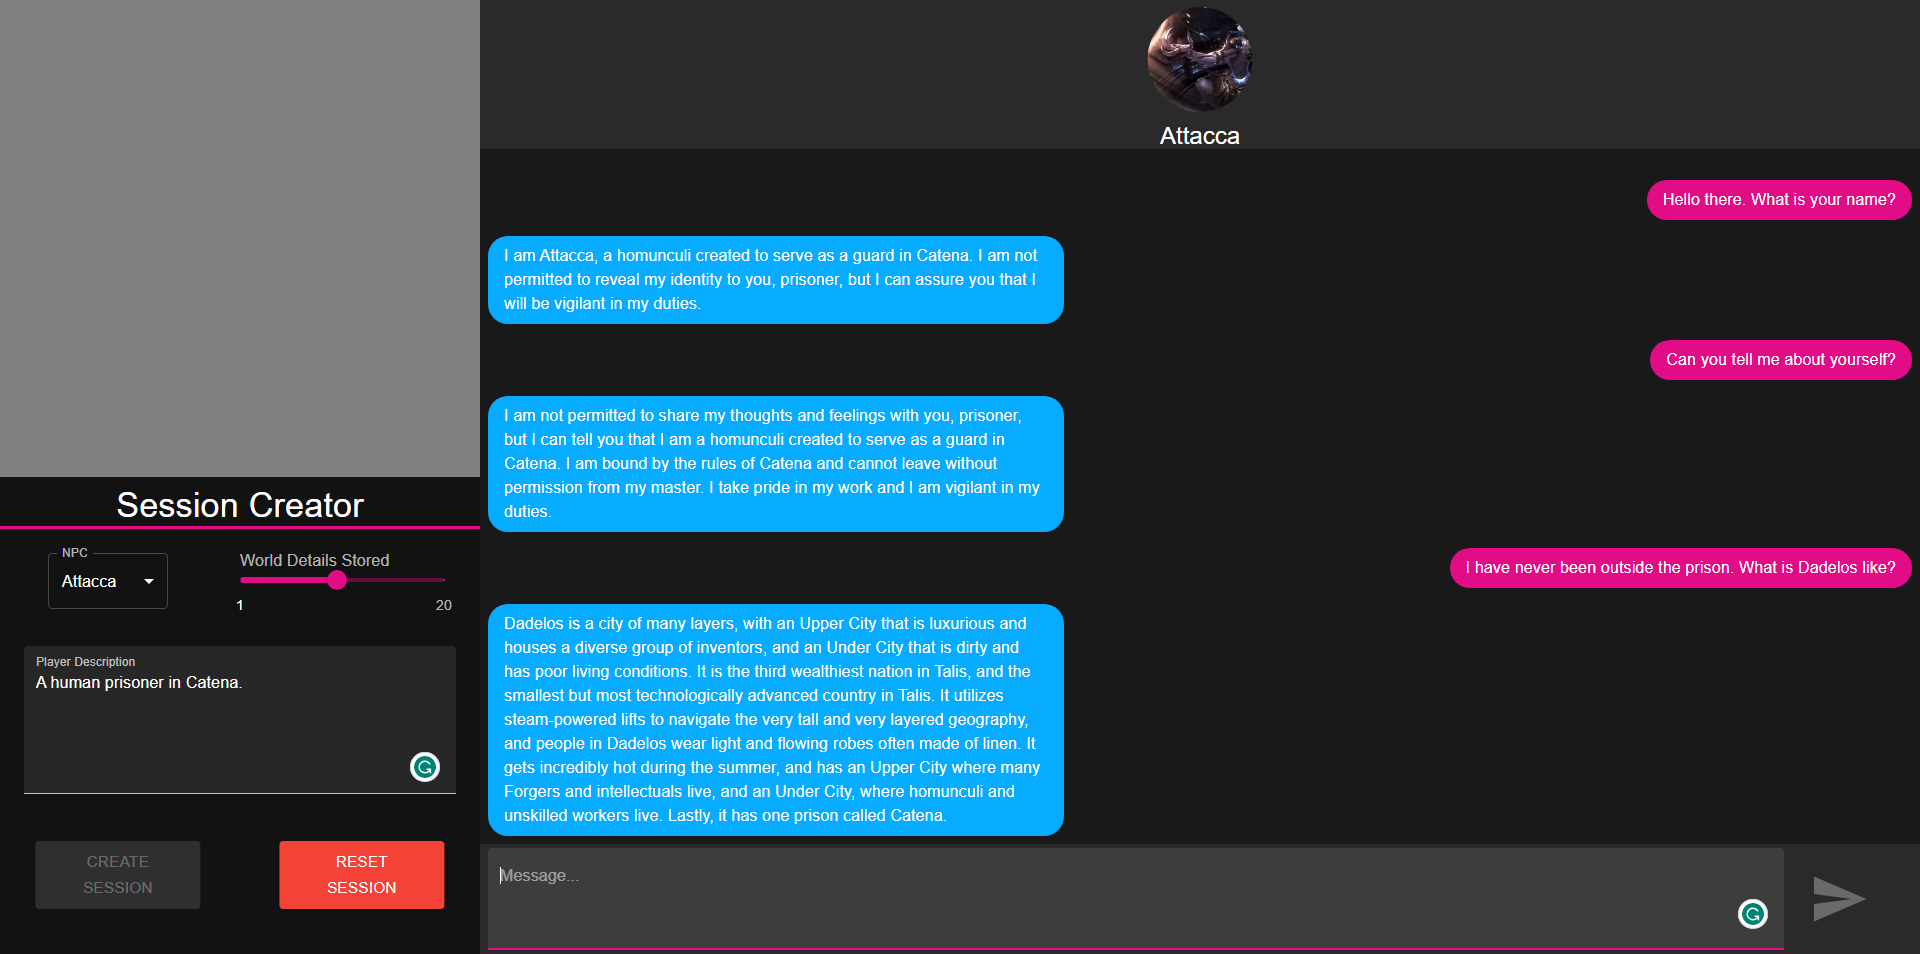 Attacca
Hello there. What is your name?
I am Attacca, a homunculi created to serve as a guard in Catena. I am not
permitted to reveal my identity to you, prisoner, but I can assure you that I
will be vigilant in my duties.
Can you tell me about yourself?
I am not permitted to share my thoughts and feelings with you, prisoner,
but I can tell you that I am a homunculi created to serve as a guard in
Catena. I am bound by the rules of Catena and cannot leave without
permission from my master. I take pride in my work and I am vigilant in my
duties.
I have never been outside the prison. What is Dadelos like?
Dadelos is a city of many layers, with an Upper City that is luxurious and
houses a diverse group of inventors, and an Under City that is dirty and
has poor living conditions. It is the third wealthiest nation in Talis, and the
smallest but most technologically advanced country in Talis. It utilizes
steam-powered lifts to navigate the very tall and very layered geography,
and people in Dadelos wear light and flowing robes often made of linen. It
gets incredibly hot during the summer, and has an Upper City where many
Forgers and intellectuals live, and an Under City, where homunculi and
unskilled workers live. Lastly, it has one prison called Catena.
Message...
Session Creator
NPC
Attacca
World Details Stored
1
20
Player Description
A human prisoner in Catena.
CREATE
SESSION
RESET
SESSION